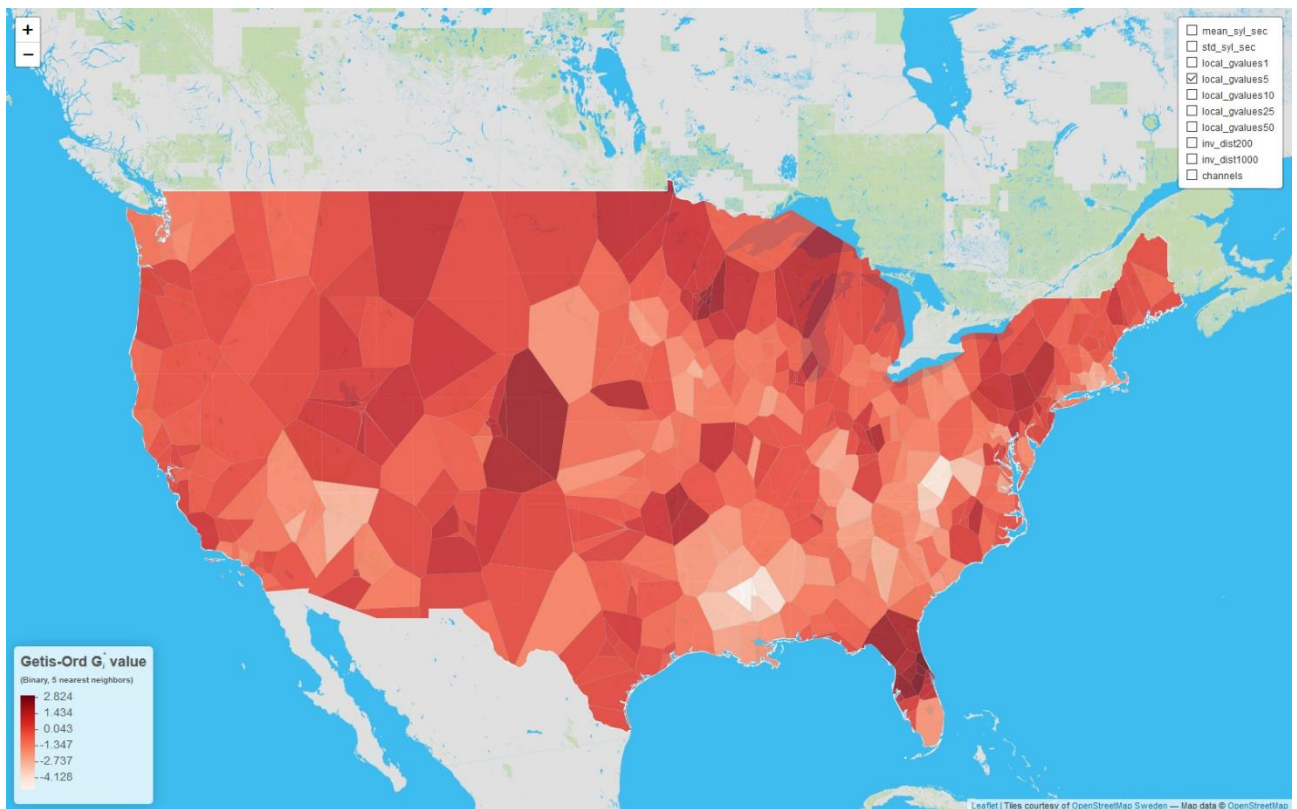 +
−
mean_syl_sec
std_syl_sec
local_gvalues1
local_gvalues5
local_gvalues10
local_gvalues25
local_gvalues50
inv_dist200
inv_dist1000
channels
Getis-Ord G*i value
(Binary, 5 nearest neighbors)
2.824
1.434
0.043
-1.347
-2.737
-4.128
Leaflet | Tiles courtesy of OpenStreetMap Sweden — Map data © OpenStreetMap